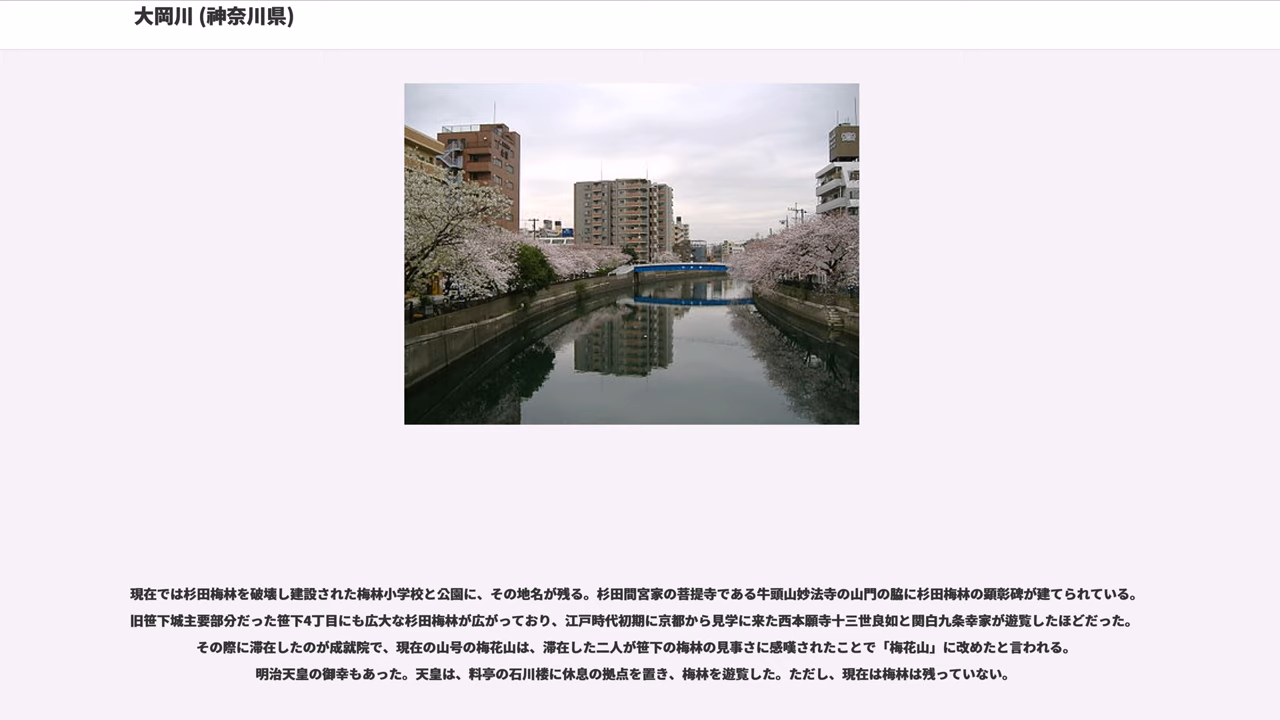 大岡川 (神奈川県)
現在では杉田梅林を破壊し建設された梅林小学校と公園に、その地名が残る。杉田間宮家の菩提寺である牛頭山妙法寺の山門の脇に杉田梅林の顕彰碑が建てられている。
旧笹下城主要部分だった笹下4丁目にも広大な杉田梅林が広がっており、江戸時代初期に京都から見学に来た西本願寺十三世良如と関白九条幸家が遊覧したほどだった。
その際に滞在したのが成就院で、現在の山号の梅花山は、滞在した二人が笹下の梅林の見事さに感嘆されたことで「梅花山」に改めたと言われる。
明治天皇の御幸もあった。天皇は、料亭の石川楼に休息の拠点を置き、梅林を遊覧した。ただし、現在は梅林は残っていない。